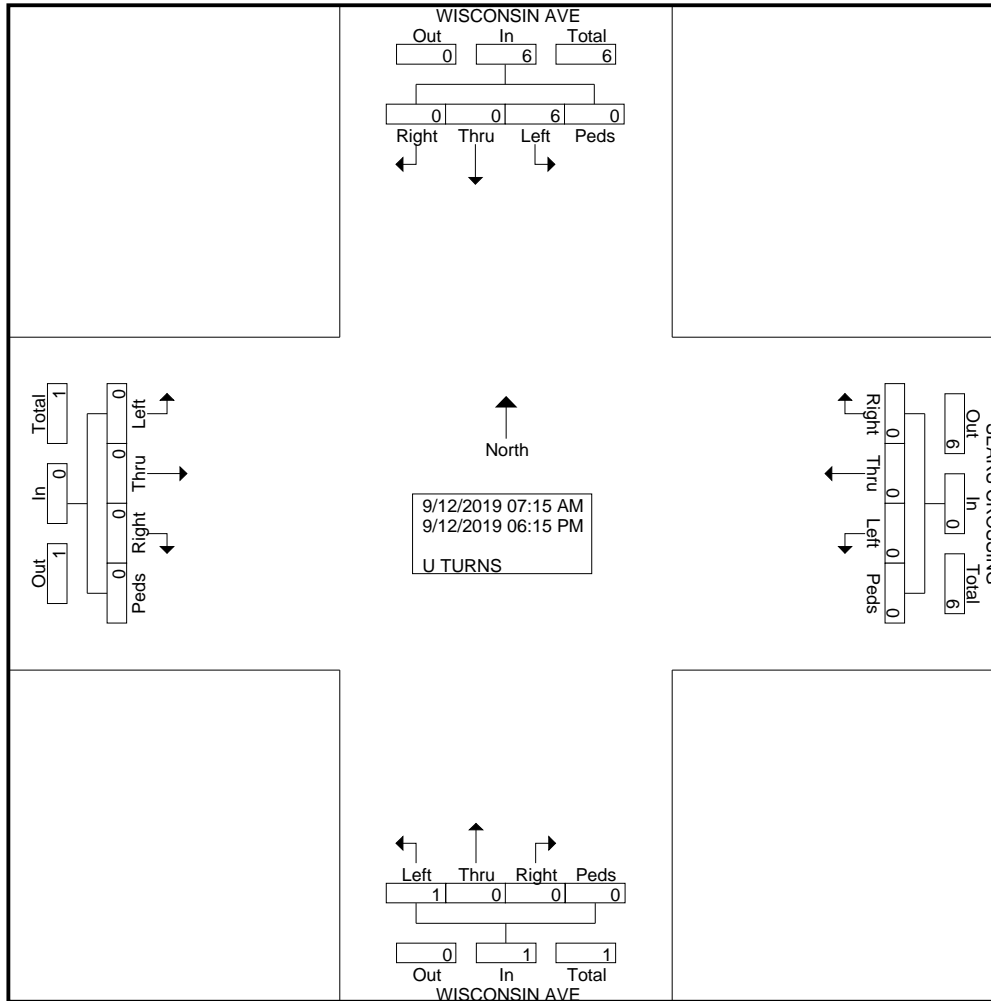 WISCONSIN AVE
Out In Total
0 6 6
0 0 6 0
Right Thru Left Peds
Total In Out
1 0 1
0 0 0 0
Left Thru Right Peds
North
9/12/2019 07:15 AM
9/12/2019 06:15 PM
U TURNS
Right Thru Left Peds
0 0 0 0
6 0 6
Out In Total
CROSSING
Left Thru Right Peds
1 0 0 0
0 1 1
Out In Total
WISCONSIN AVE